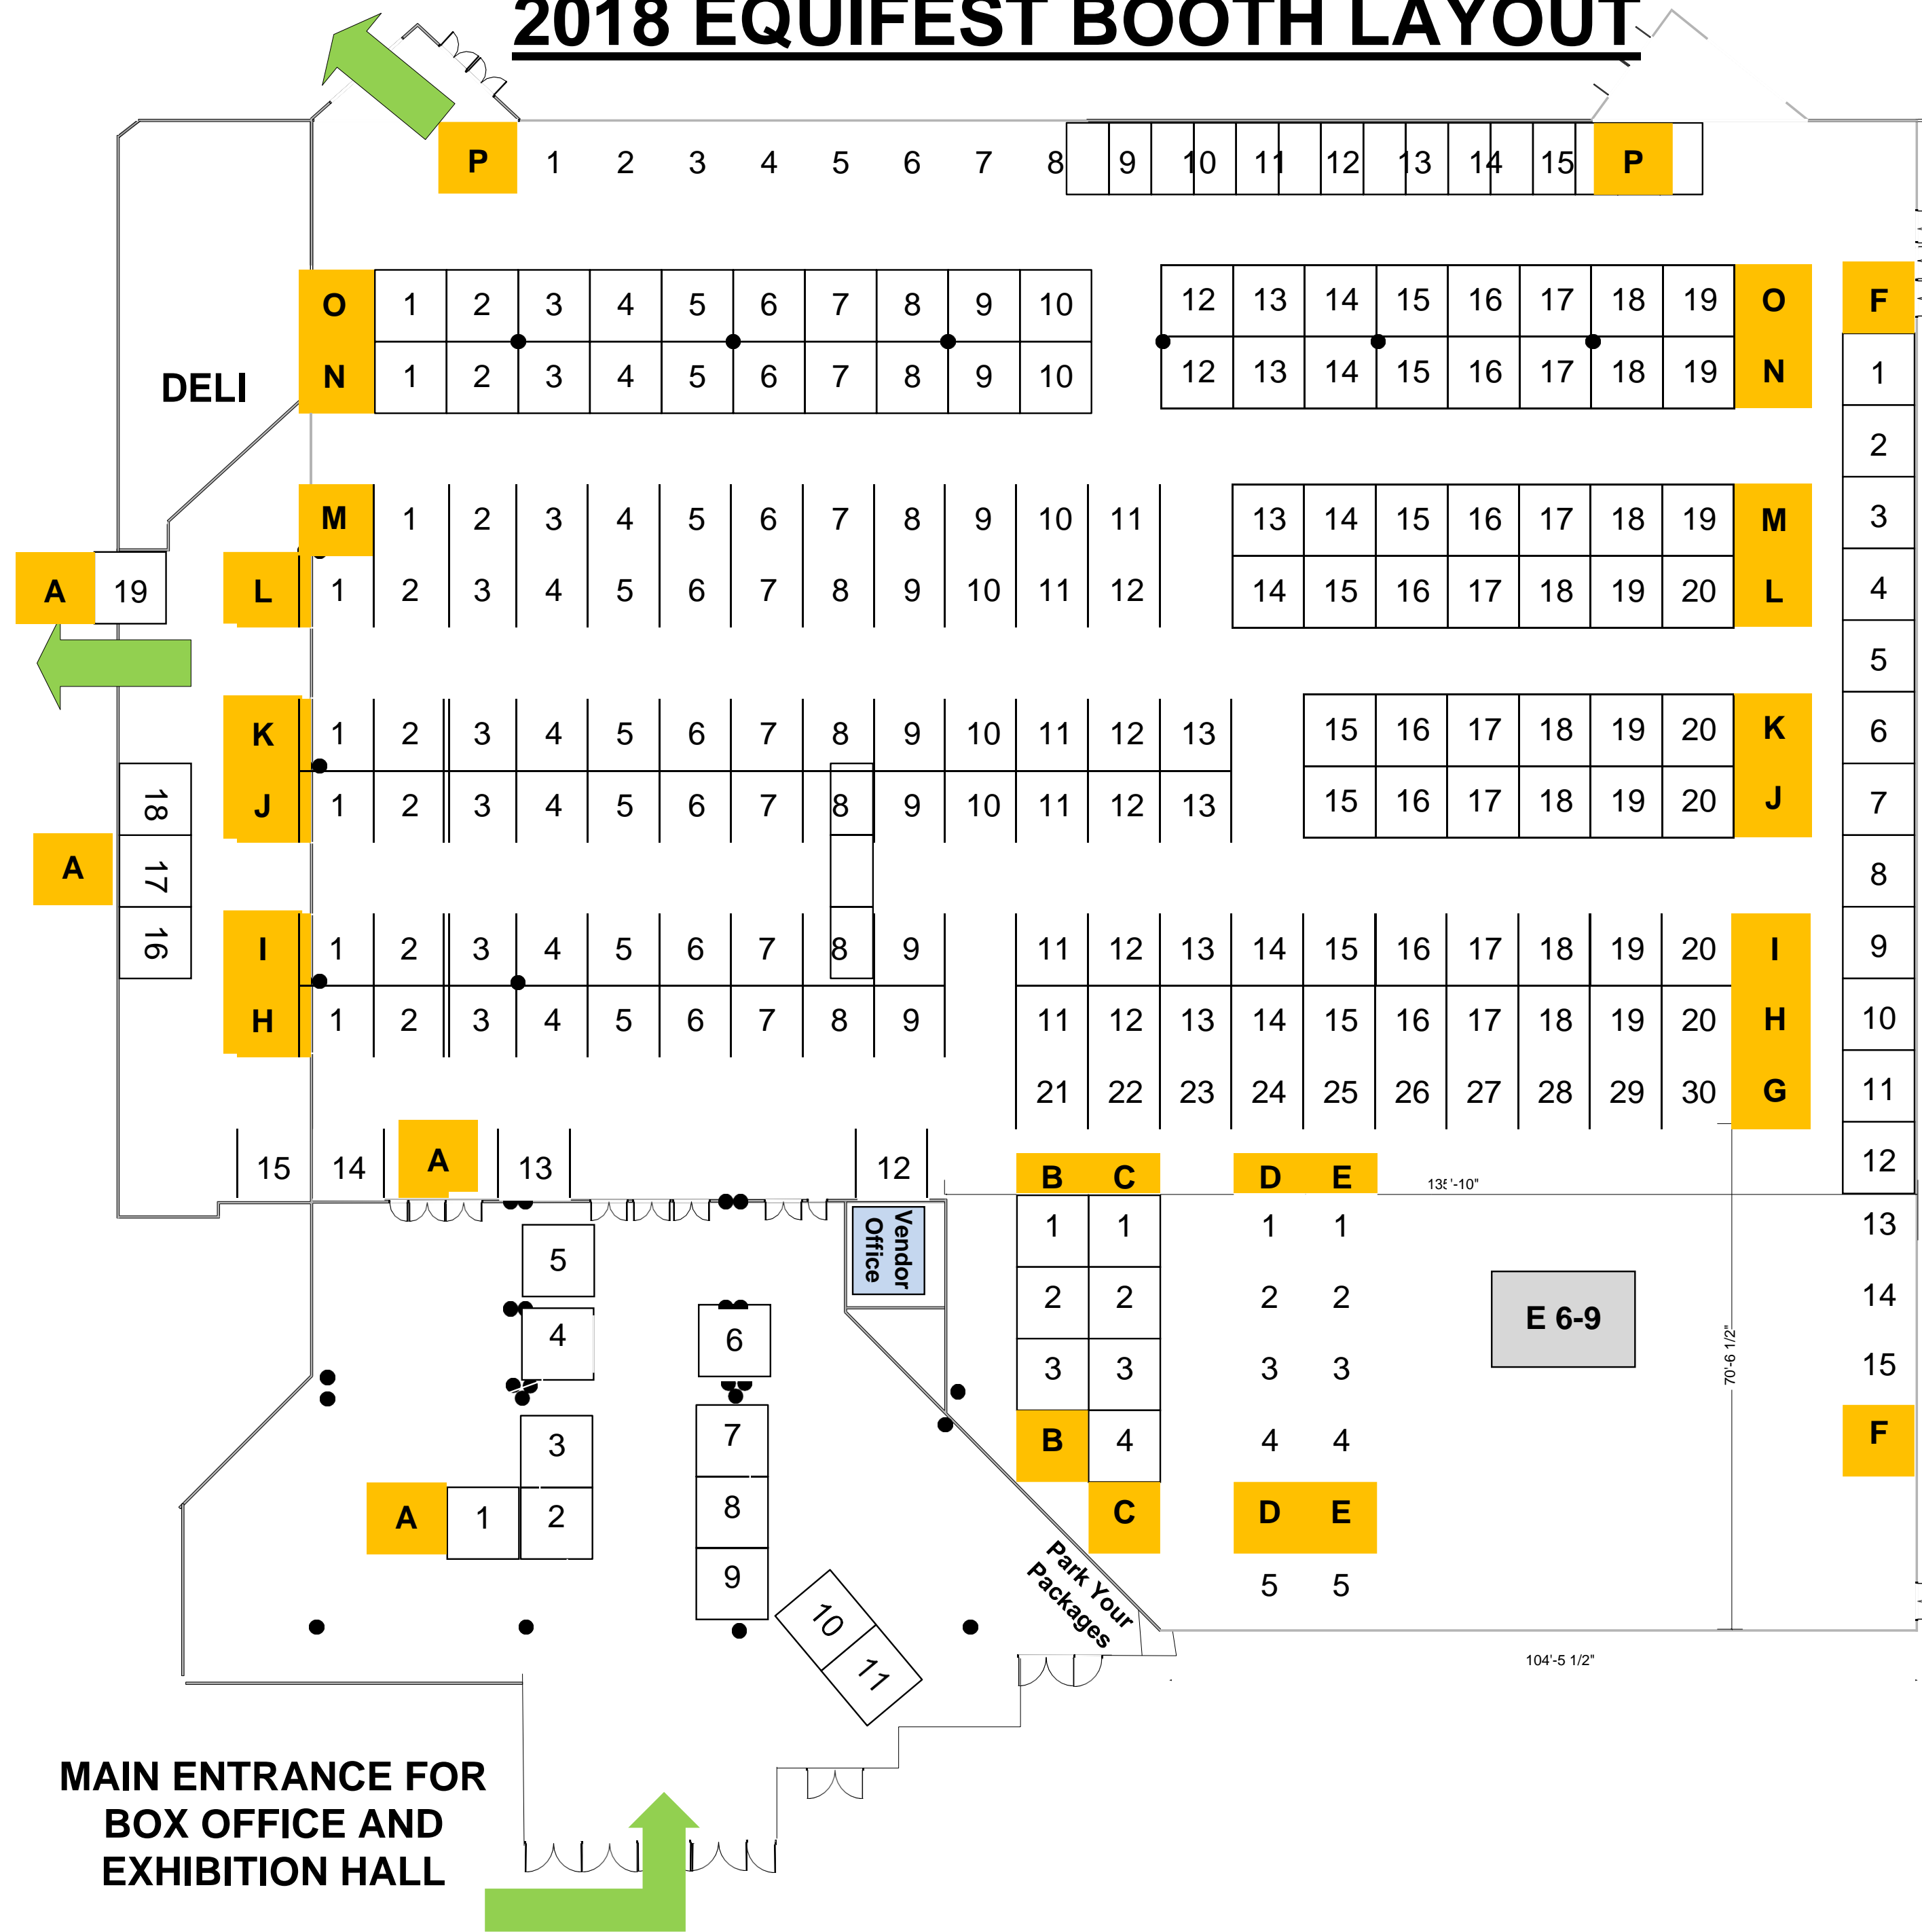 2018 EQUIFEST BOOTH LAYOUT
P 1 2 3 4 5 6 7 8 9 10 11 12 13 14 15 P
O 1 2 3 4 5 6 7 8 9 10 12 13 14 15 16 17 18 19 O F
N 1 2 3 4 5 6 7 8 9 10 12 13 14 15 16 17 18 19 N 1
DELI
2
M 1 2 3 4 5 6 7 8 9 10 11 13 14 15 16 17 18 19 M 3
A 19 L 1 2 3 4 5 6 7 8 9 10 11 12 14 15 16 17 18 19 20 L 4
5
K 1 2 3 4 5 6 7 8 9 10 11 12 13 15 16 17 18 19 20 K 6
18 J 1 2 3 4 5 6 7 8 9 10 11 12 13 15 16 17 18 19 20 J 7
A 17 8
16 I 1 2 3 4 5 6 7 8 9 11 12 13 14 15 16 17 18 19 20 I 9
H 1 2 3 4 5 6 7 8 9 11 12 13 14 15 16 17 18 19 20 H 10
21 22 23 24 25 26 27 28 29 30 G 11
15 14 A 13 12 B C D E 12
135'-10"
5 Vendor
Office
1 1 1 1 13
2 2 2 2 E 6-9 14
4 6 3 3 3 3 15
70'-6 1/2"
3 7 B 4 4 4 F
A 1 2 8 C D E
9 5 5
10
11
Park Your
Packages
104'-5 1/2"
MAIN ENTRANCE FOR
BOX OFFICE AND
EXHIBITION HALL